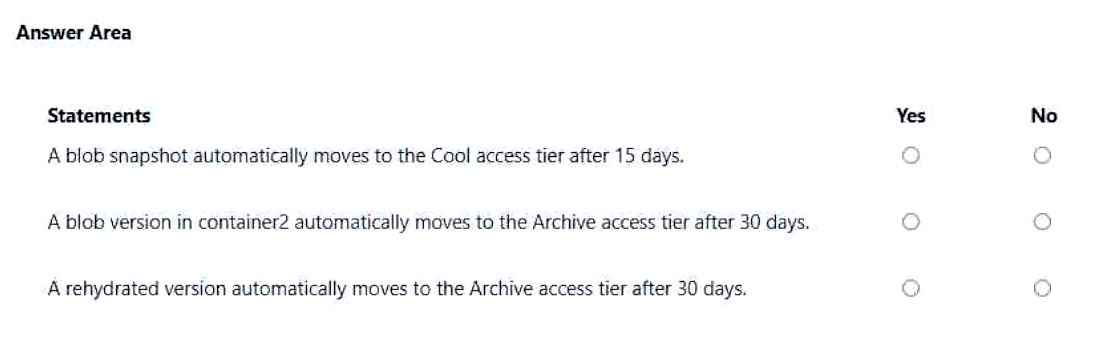 Answer Area
Statements Yes No
A blob snapshot automatically moves to the Cool access tier after 15 days.
A blob version in container2 automatically moves to the Archive access tier after 30 days.
A rehydrated version automatically moves to the Archive access tier after 30 days.